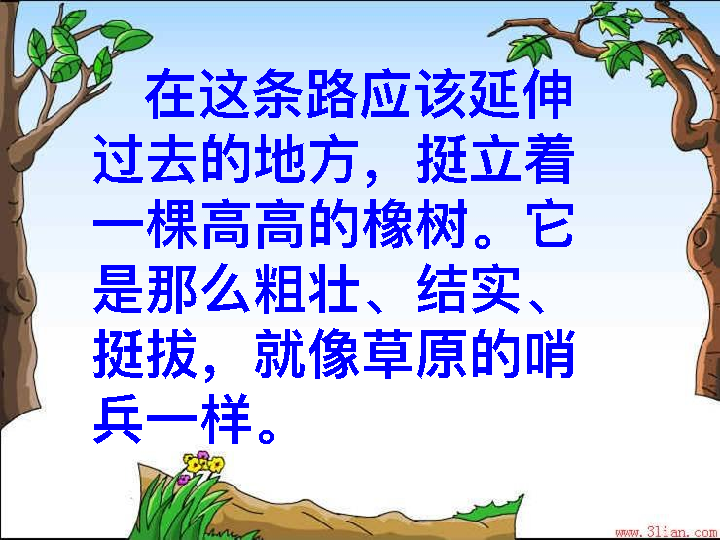 在这条路应该延伸
过去的地方，挺立着
一棵高高的橡树。它
是那么粗壮、结实、
挺拔，就像草原的哨
兵一样。
www.3lian.com